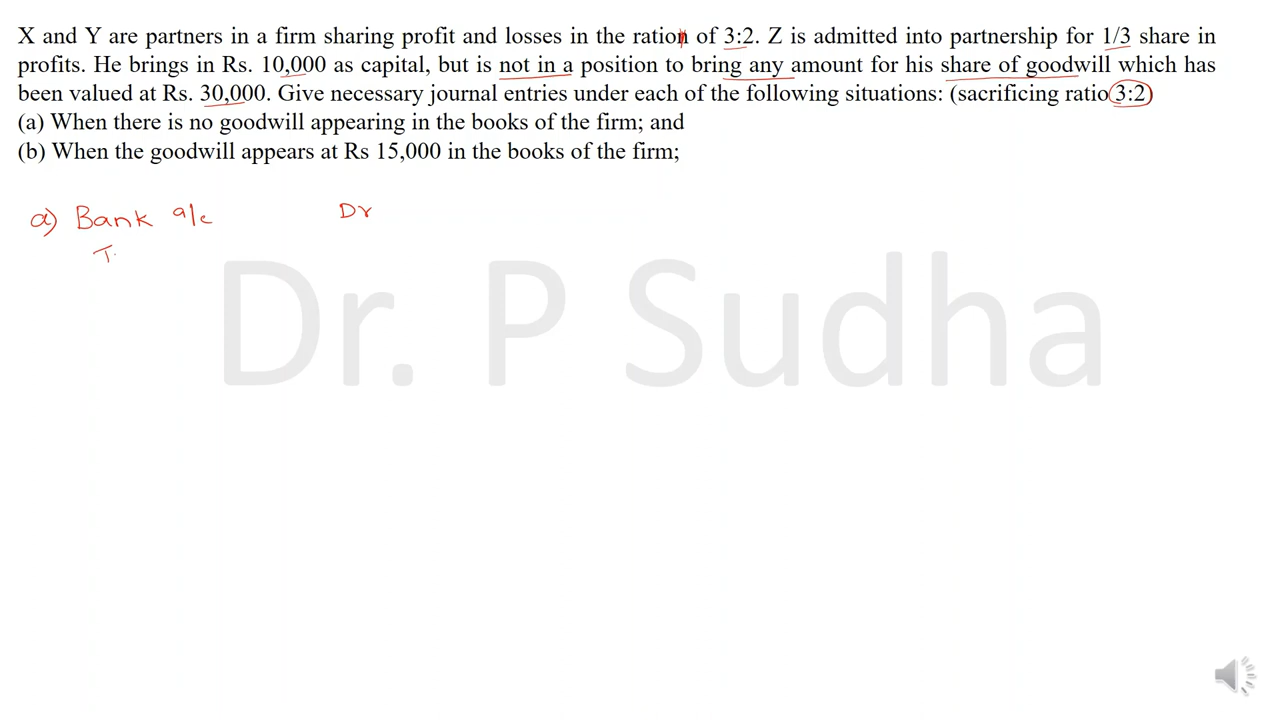 X and Y are partners in a firm sharing profit and losses in the ration of 3:2. Z is admitted into partnership for 1/3 share in
profits. He brings in Rs. 10,000 as capital, but is not in a position to bring any amount for his share of goodwill which has
been valued at Rs. 30,000. Give necessary journal entries under each of the following situations: (sacrificing ratio 3:2)
(a) When there is no goodwill appearing in the books of the firm; and
(b) When the goodwill appears at Rs 15,000 in the books of the firm;
a) Bank a/c Dr
T
Dr. P Sudha